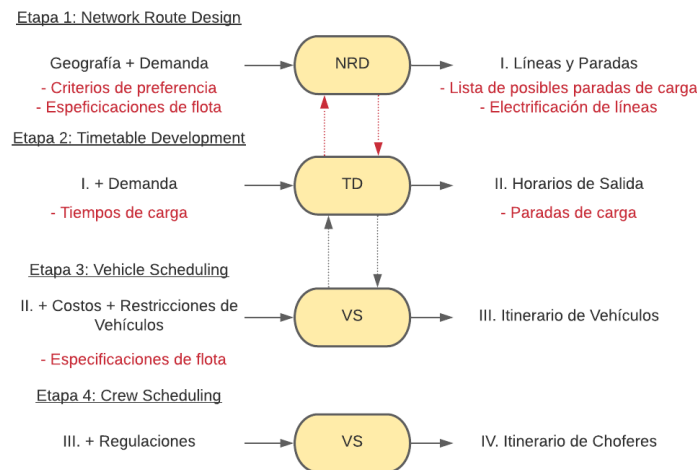 Etapa 1: Network Route Design
Geografía + Demanda
- Criterios de preferencia
- Espeficicaciones de flota
NRD
I. Líneas y Paradas
- Lista de posibles paradas de carga
- Electrificación de líneas
Etapa 2: Timetable Development
I. + Demanda
- Tiempos de carga
TD
II. Horarios de Salida
- Paradas de carga
Etapa 3: Vehicle Scheduling
II. + Costos + Restricciones de
Vehículos
- Especificaciones de flota
VS
III. Itinerario de Vehículos
Etapa 4: Crew Scheduling
III. + Regulaciones
VS
IV. Itinerario de Choferes